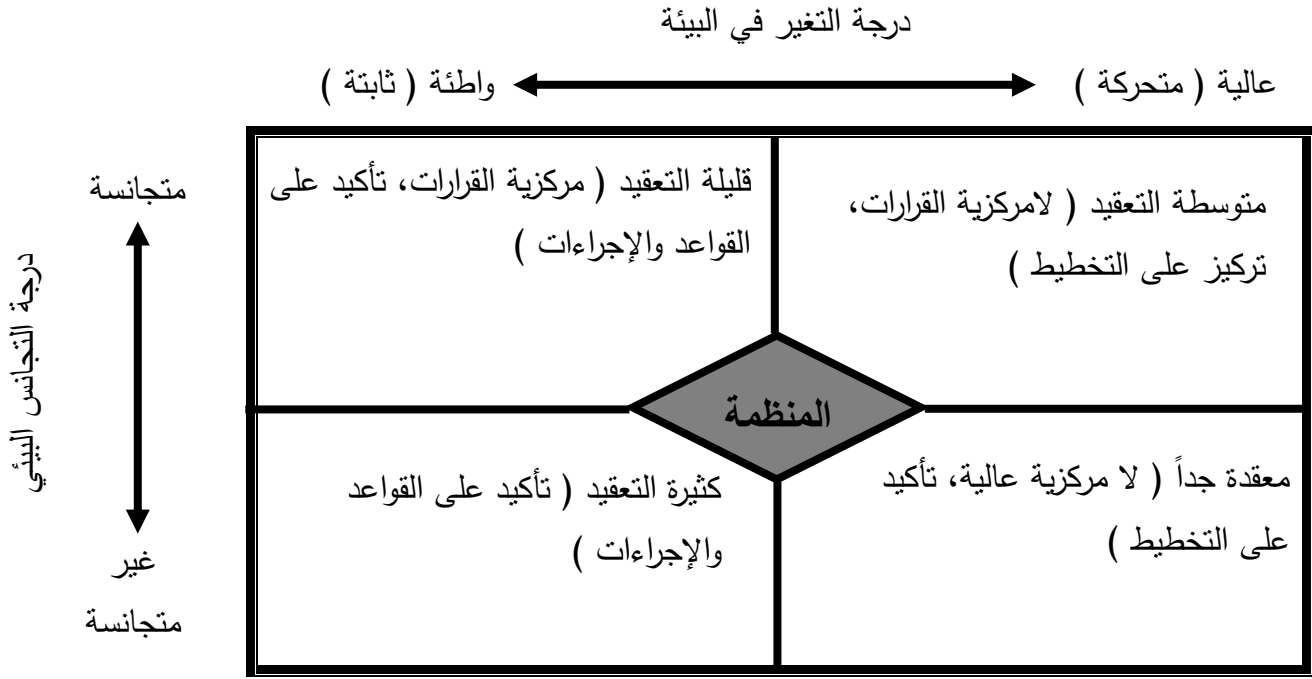 درجة التغير في البيئة
عالية ( متحركة )
واطئة ( ثابتة )
درجة التجانس البيئي
متجانسة
غير
متجانسة
متوسطة التعقيد ( لامركزية القرارات،
تركيز على التخطيط )
قليلة التعقيد ( مركزية القرارات، تأكيد على
القواعد والإجراءات )
المنظمة
معقدة جداً ( لا مركزية عالية، تأكيد
على التخطيط )
كثيرة التعقيد ( تأكيد على القواعد
والإجراءات )